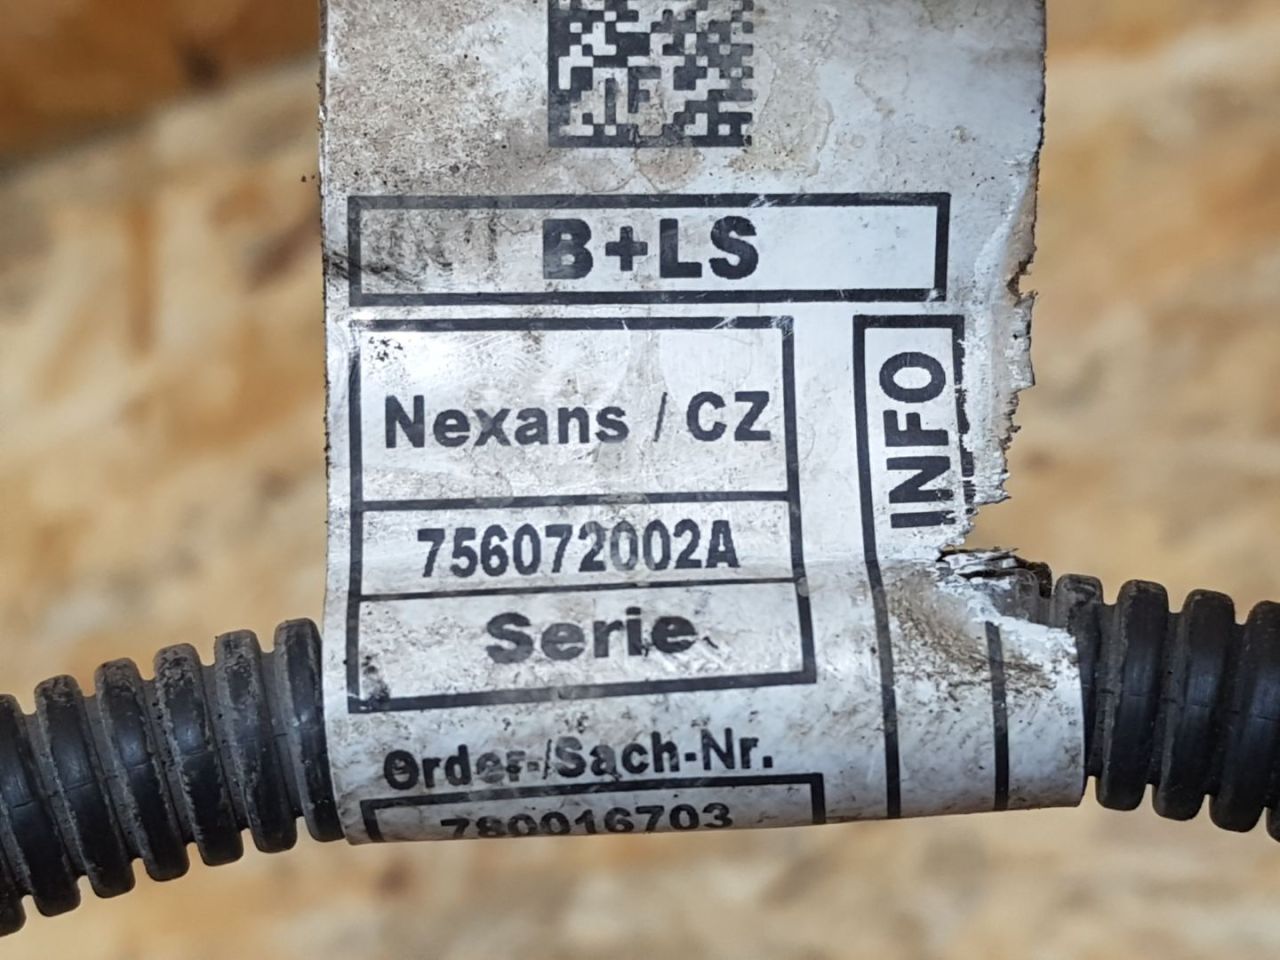 B+LS
Nexans / CZ
INFO
756072002A
Serie
Order-/Sach-Nr.
780016703